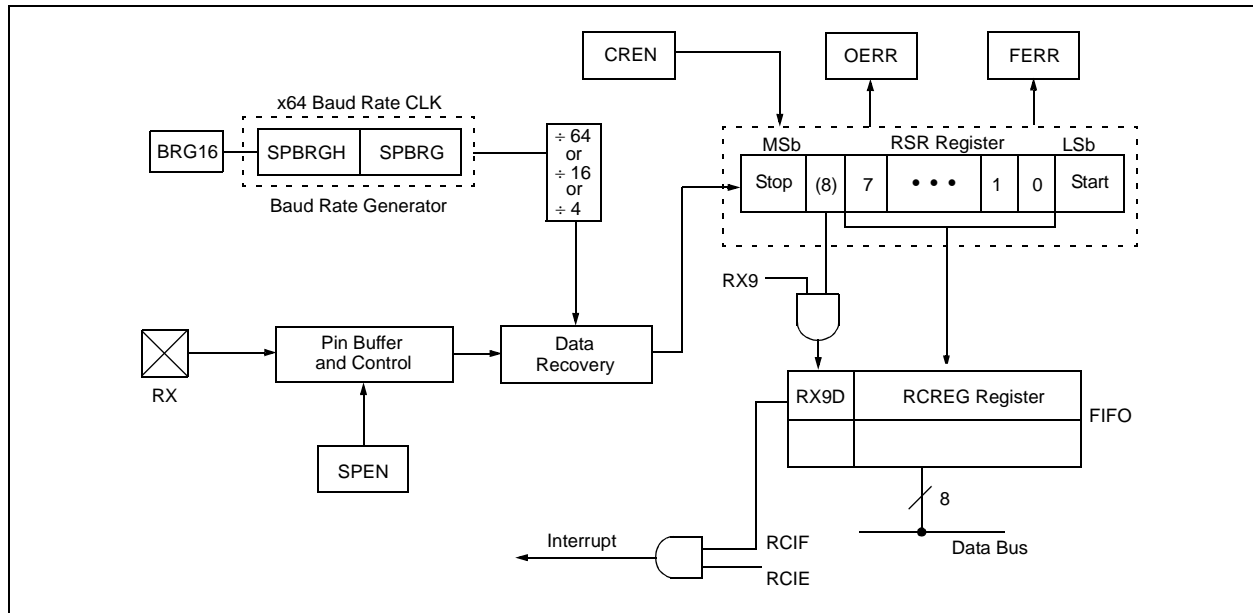 CREN
OERR
FERR
x64 Baud Rate CLK
BRG16
SPBRGH
SPBRG
Baud Rate Generator
÷ 64
or
÷ 16
or
÷ 4
MSb
RSR Register
LSb
Stop
(8)
7
• • •
1
0
Start
RX9
RX
Pin Buffer
and Control
Data
Recovery
SPEN
RX9D
RCREG Register
FIFO
8
Data Bus
Interrupt
RCIF
RCIE